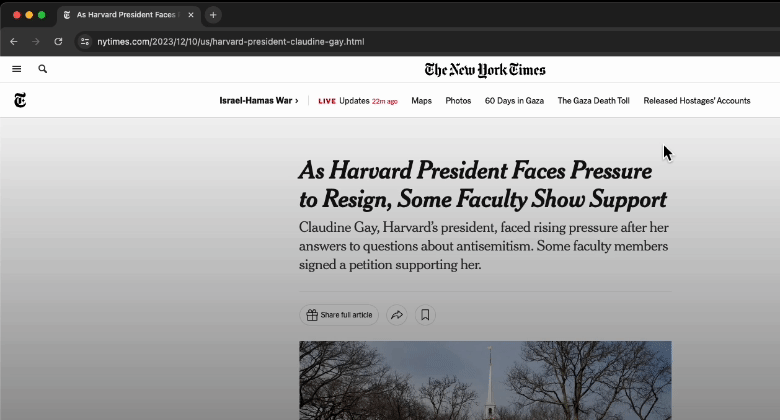 As Harvard President Faces
nytimes.com/2023/12/10/us/harvard-president-claudine-gay.html
The New York Times
Israel-Hamas War › LIVE Updates 22m ago Maps Photos 60 Days in Gaza The Gaza Death Toll Released Hostages' Accounts
As Harvard President Faces Pressure
to Resign, Some Faculty Show Support
Claudine Gay, Harvard's president, faced rising pressure after her
answers to questions about antisemitism. Some faculty members
signed a petition supporting her.
Share full article